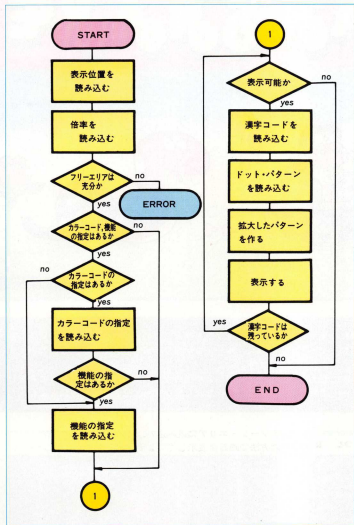 START
表示位置を
読み込む
倍率を
読み込む
フリーエリアは
充分か
no
yes
ERROR
カラーコード,機能
の指定はあるか
no
yes
カラーコードの
指定はあるか
no
yes
カラーコードの指定
を読み込む
機能の指
定はあるか
no
yes
機能の指定
を読み込む
1
1
表示可能か
no
yes
漢字コードを
読み込む
ドット・パターン
を読み込む
拡大したパターン
を作る
表示する
漢字コードは
残っているか
yes
no
END